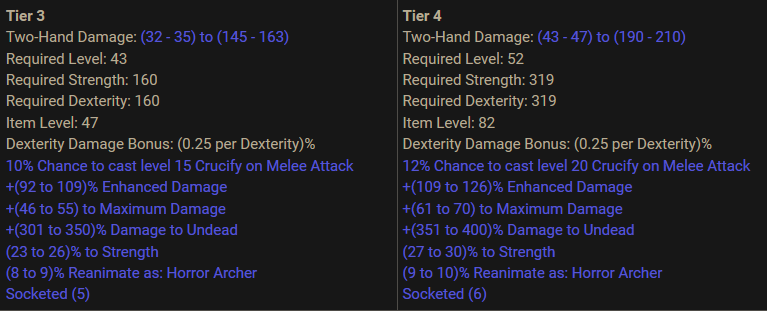 Tier 3
Two-Hand Damage: (32 - 35) to (145 - 163)
Required Level: 43
Required Strength: 160
Required Dexterity: 160
Item Level: 47
Dexterity Damage Bonus: (0.25 per Dexterity)%
10% Chance to cast level 15 Crucify on Melee Attack
+(92 to 109)% Enhanced Damage
+(46 to 55) to Maximum Damage
+(301 to 350)% Damage to Undead
(23 to 26)% to Strength
(8 to 9)% Reanimate as: Horror Archer
Socketed (5)
Tier 4
Two-Hand Damage: (43 - 47) to (190 - 210)
Required Level: 52
Required Strength: 319
Required Dexterity: 319
Item Level: 82
Dexterity Damage Bonus: (0.25 per Dexterity)%
12% Chance to cast level 20 Crucify on Melee Attack
+(109 to 126)% Enhanced Damage
+(61 to 70) to Maximum Damage
+(351 to 400)% Damage to Undead
(27 to 30)% to Strength
(9 to 10)% Reanimate as: Horror Archer
Socketed (6)